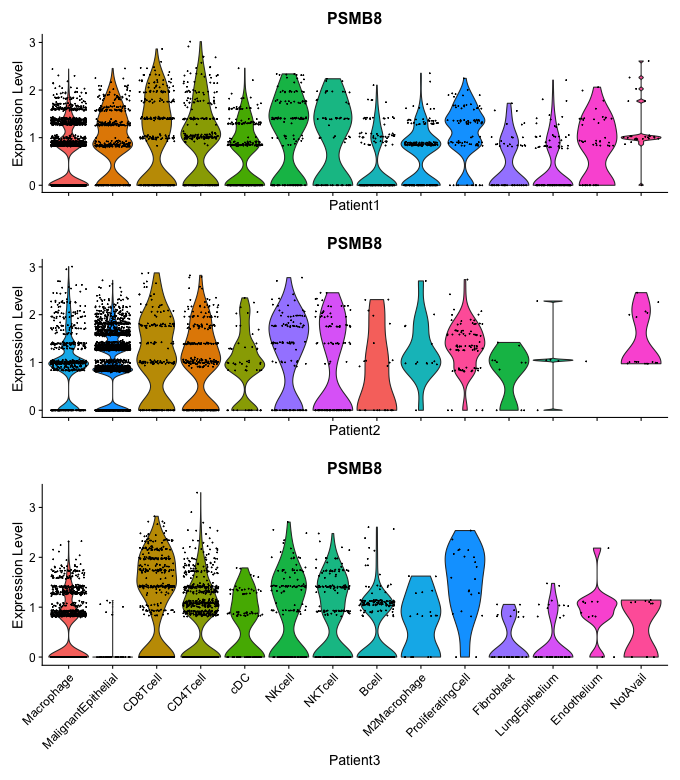 PSMB8
Expression Level
3
2
1
0
Patient1
PSMB8
Expression Level
3
2
1
0
Patient2
PSMB8
Expression Level
3
2
1
0
Macrophage
MalignantEpithelial
CD8Tcell
CD4Tcell
cDC
NKcell
NKTcell
Bcell
M2Macrophage
ProliferatingCell
Fibroblast
LungEpithelium
Endothelium
NotAvail
Patient3